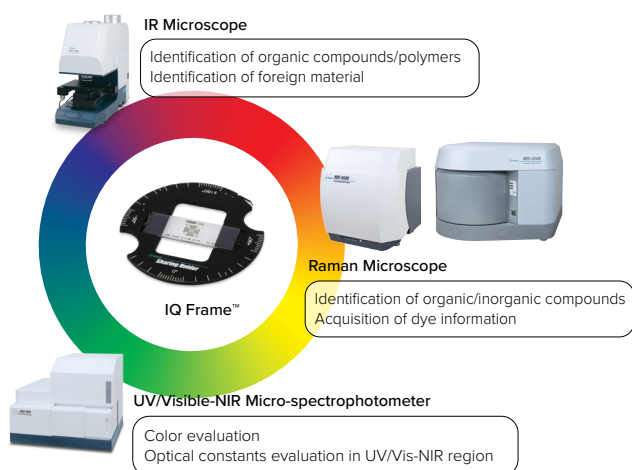 IR Microscope
Identification of organic compounds/polymers
Identification of foreign material
Sharing Holder
IQ Frame™
Raman Microscope
Identification of organic/inorganic compounds
Acquisition of dye information
UV/Visible-NIR Micro-spectrophotometer
Color evaluation
Optical constants evaluation in UV/Vis-NIR region